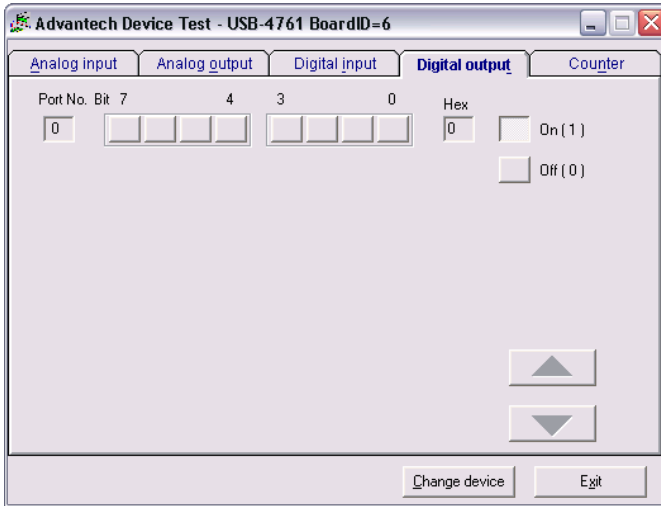 Advantech Device Test - USB-4761 BoardID=6
Analog input Analog output Digital input Digital output Counter
Port No. Bit 7 4 3 0 Hex
0 0 On ( 1 )
Off ( 0 )
Change device Exit